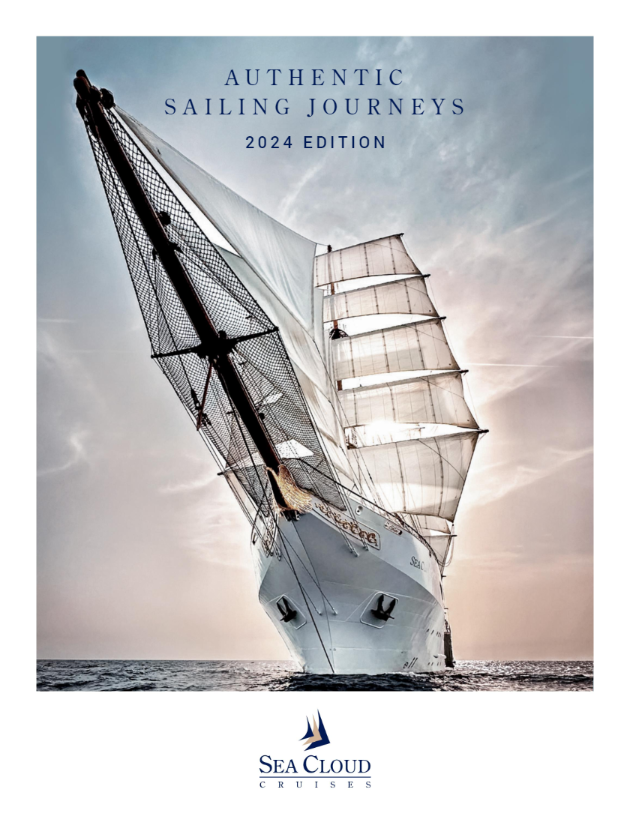 AUTHENTIC
SAILING JOURNEYS
2024 EDITION
SEA CLOUD
CRUISES